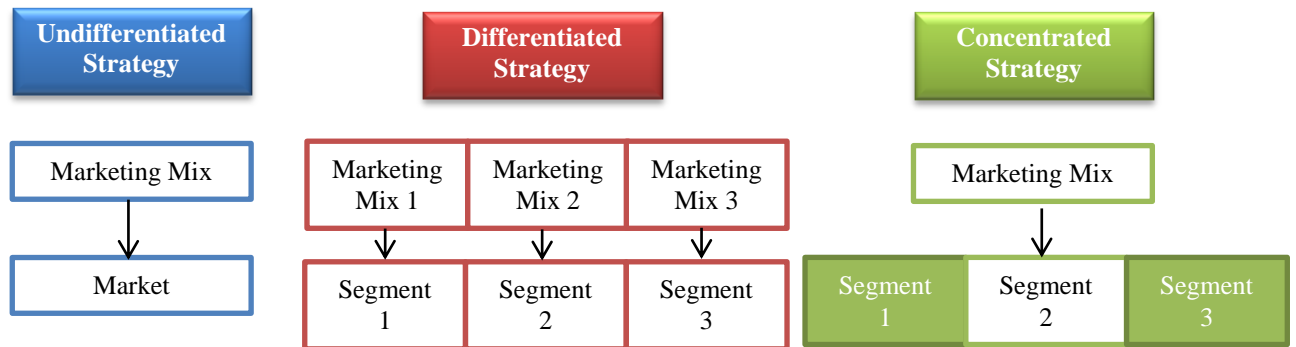 Undifferentiated
Strategy
Differentiated
Strategy
Concentrated
Strategy
Marketing Mix
Market
Marketing
Mix 1
Marketing
Mix 2
Marketing
Mix 3
Segment
1
Segment
2
Segment
3
Marketing Mix
Segment
1
Segment
2
Segment
3